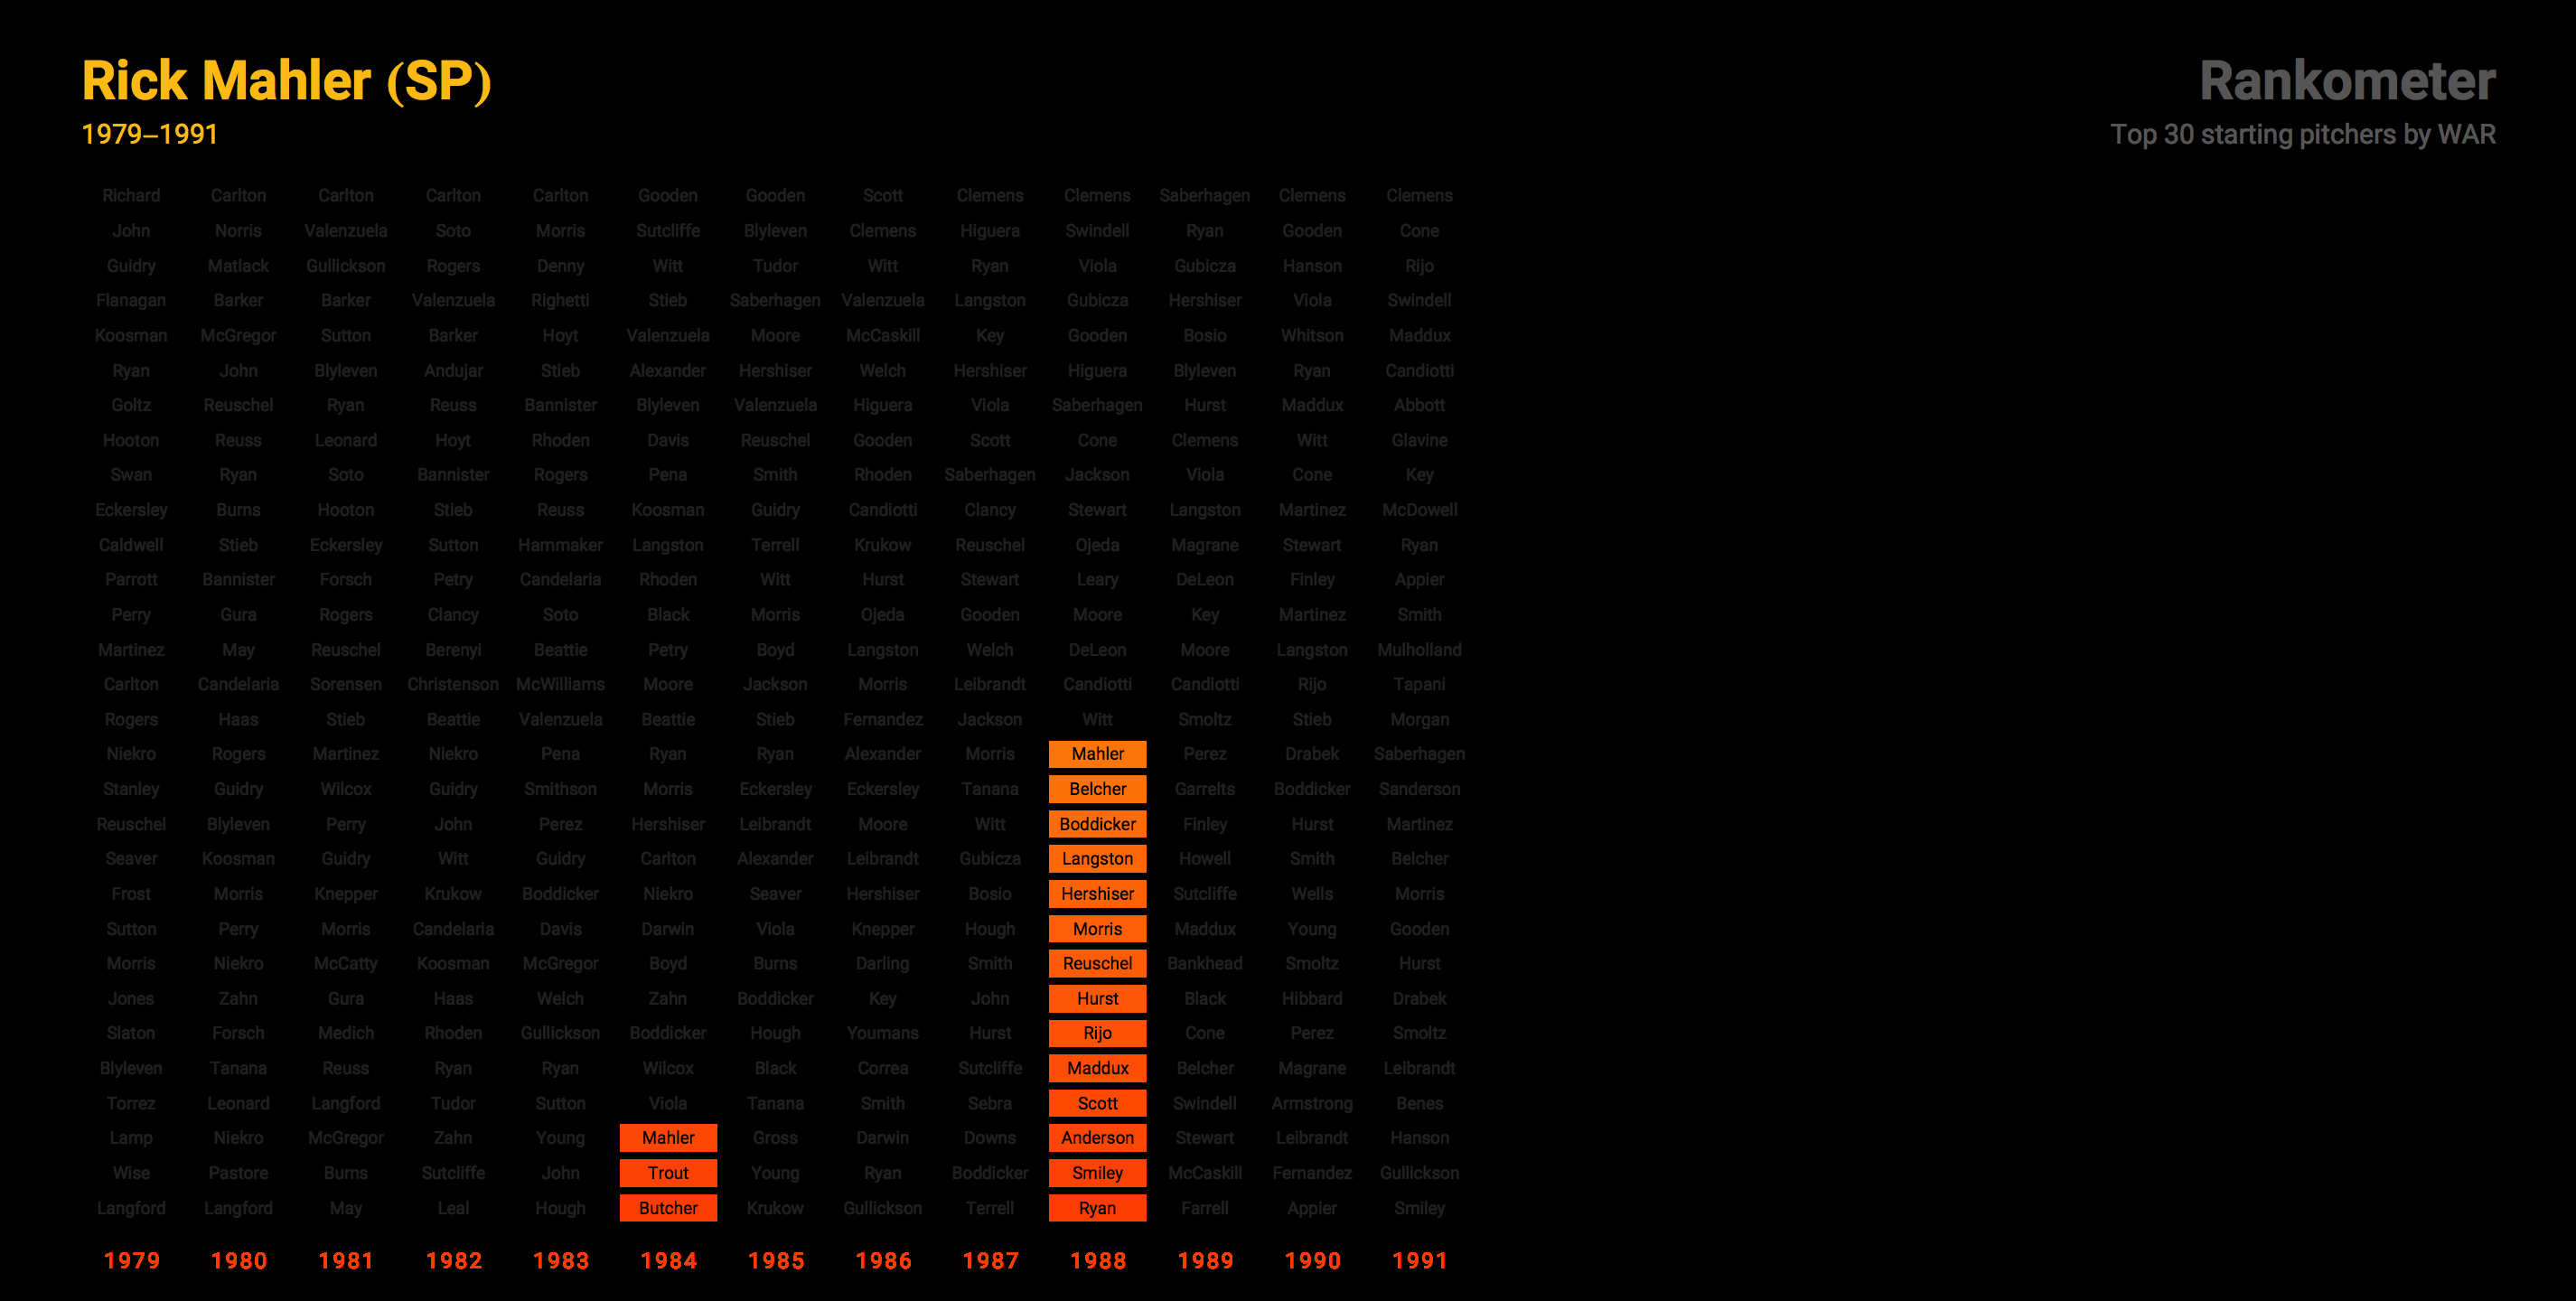 Rick Mahler (SP)
1979–1991
Rankometer
Top 30 starting pitchers by WAR
Richard Carlton Carlton Carlton Carlton Gooden Gooden Scott Clemens Clemens Saberhagen Clemens Clemens
John Norris Valenzuela Soto Morris Sutcliffe Blyleven Clemens Higuera Swindell Ryan Gooden Cone
Guidry Matlack Gullickson Rogers Denny Witt Tudor Witt Ryan Viola Gubicza Hanson Rijo
Flanagan Barker Barker Valenzuela Righetti Stieb Saberhagen Valenzuela Langston Gubicza Hershiser Viola Swindell
Koosman McGregor Sutton Barker Hoyt Valenzuela Moore McCaskill Key Gooden Bosio Whitson Maddux
Ryan John Blyleven Andujar Stieb Alexander Hershiser Welch Hershiser Higuera Blyleven Ryan Candiotti
Goltz Reuschel Ryan Reuss Bannister Blyleven Valenzuela Higuera Viola Saberhagen Hurst Maddux Abbott
Hooton Reuss Leonard Hoyt Rhoden Davis Reuschel Gooden Scott Cone Clemens Witt Glavine
Swan Ryan Soto Bannister Rogers Pena Smith Rhoden Saberhagen Jackson Viola Cone Key
Eckersley Burns Hooton Stieb Reuss Koosman Guidry Candiotti Clancy Stewart Langston Martinez McDowell
Caldwell Stieb Eckersley Sutton Hammaker Langston Terrell Krukow Reuschel Ojeda Magrane Stewart Ryan
Parrott Bannister Forsch Petry Candelaria Rhoden Witt Hurst Stewart Leary DeLeon Finley Appier
Perry Gura Rogers Clancy Soto Black Morris Ojeda Gooden Moore Key Martinez Smith
Martinez May Reuschel Berenyi Beattie Petry Boyd Langston Welch DeLeon Moore Langston Mulholland
Carlton Candelaria Sorensen Christenson McWilliams Moore Jackson Morris Leibrandt Candiotti Candiotti Rijo Tapani
Rogers Haas Stieb Beattie Valenzuela Beattie Stieb Fernandez Jackson Witt Smoltz Stieb Morgan
Niekro Rogers Martinez Niekro Pena Ryan Ryan Alexander Morris Mahler Perez Drabek Saberhagen
Stanley Guidry Wilcox Guidry Smithson Morris Eckersley Eckersley Tanana Belcher Garrelts Boddicker Sanderson
Reuschel Blyleven Perry John Perez Hershiser Leibrandt Moore Witt Boddicker Finley Hurst Martinez
Seaver Koosman Guidry Witt Guidry Carlton Alexander Leibrandt Gubicza Langston Howell Smith Belcher
Frost Morris Knepper Krukow Boddicker Niekro Seaver Hershiser Bosio Hershiser Sutcliffe Wells Morris
Sutton Perry Morris Candelaria Davis Darwin Viola Knepper Hough Morris Maddux Young Gooden
Morris Niekro McCatty Koosman McGregor Boyd Burns Darling Smith Reuschel Bankhead Smoltz Hurst
Jones Zahn Gura Haas Welch Zahn Boddicker Key John Hurst Black Hibbard Drabek
Slaton Forsch Medich Rhoden Gullickson Boddicker Hough Youmans Hurst Rijo Cone Perez Smoltz
Blyleven Tanana Reuss Ryan Ryan Wilcox Black Correa Sutcliffe Maddux Belcher Magrane Leibrandt
Torrez Leonard Langford Tudor Sutton Viola Tanana Smith Sebra Scott Swindell Armstrong Benes
Lamp Niekro McGregor Zahn Young Mahler Gross Darwin Downs Anderson Stewart Leibrandt Hanson
Wise Pastore Burns Sutcliffe John Trout Young Ryan Boddicker Smiley McCaskill Fernandez Gullickson
Langford Langford May Leal Hough Butcher Krukow Gullickson Terrell Ryan Farrell Appier Smiley
1979 1980 1981 1982 1983 1984 1985 1986 1987 1988 1989 1990 1991